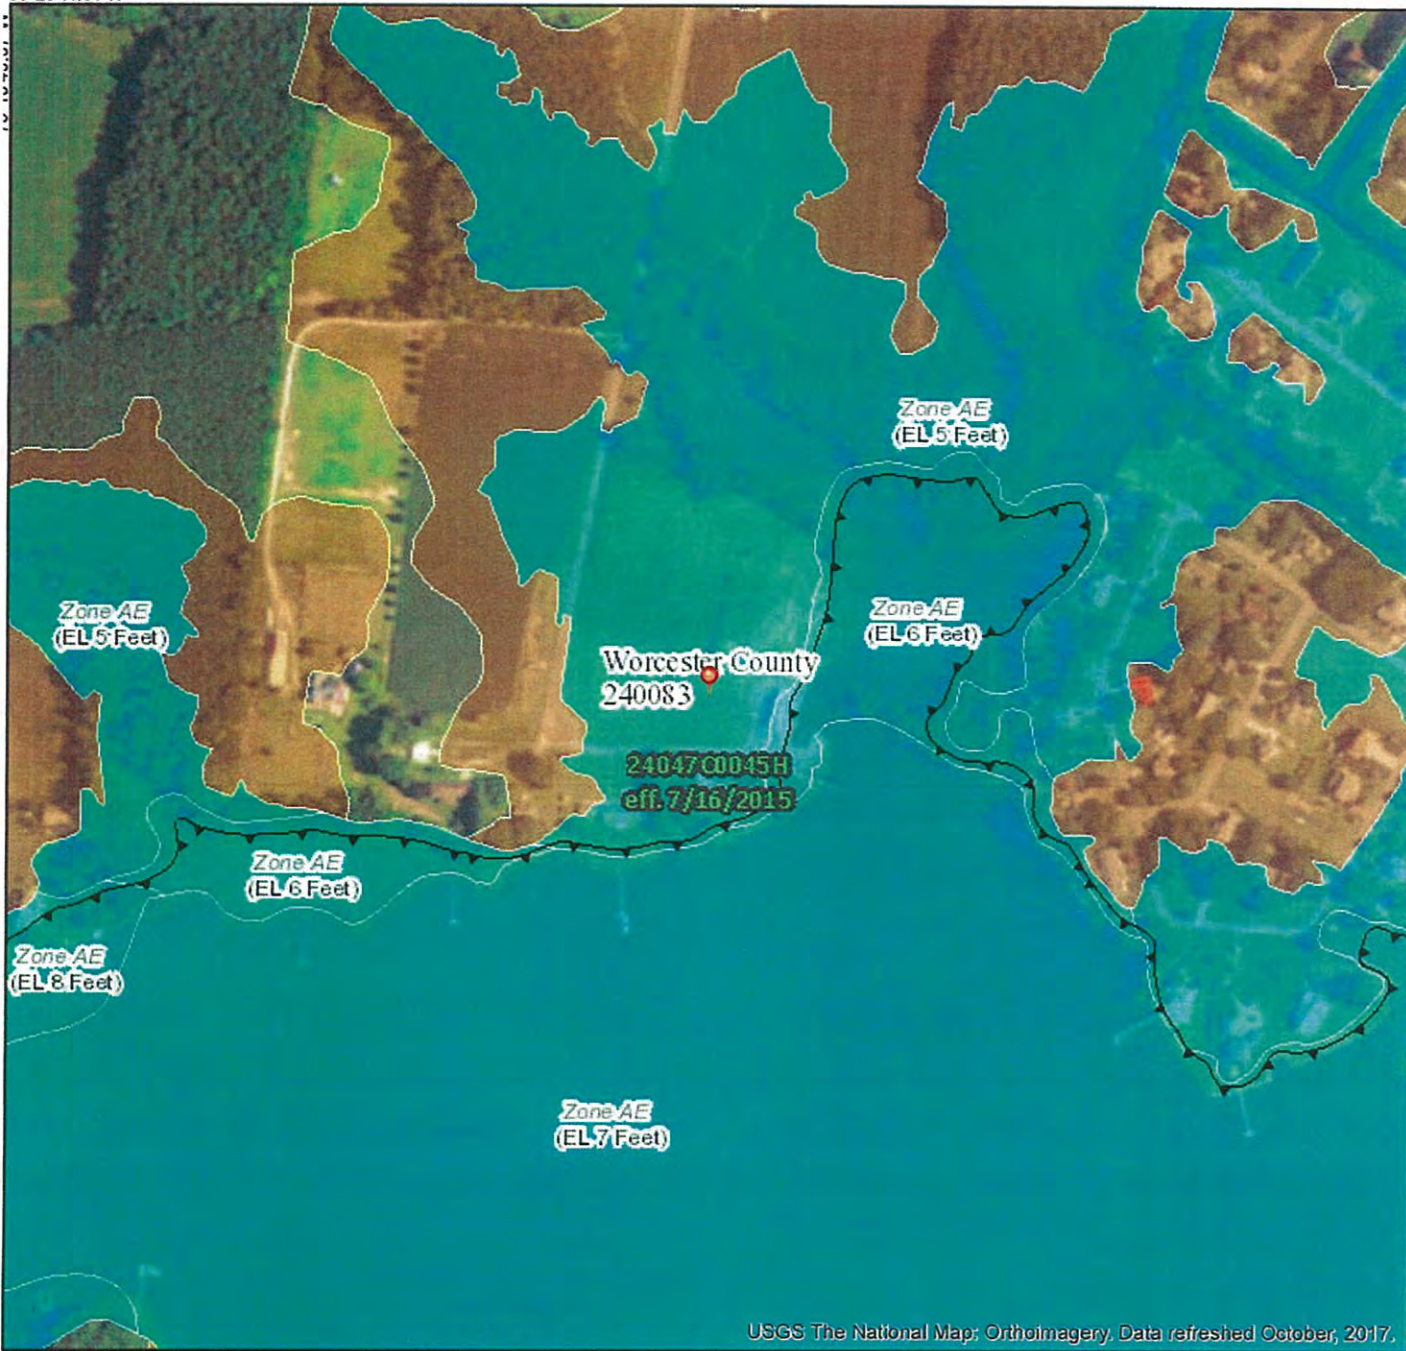 Zone AE
(EL 5 Feet)
Zone AE
(EL 5 Feet)
Zone AE
(EL 6 Feet)
Worcester County
240083
24047C0045H
eff. 7/16/2015
Zone AE
(EL 6 Feet)
Zone AE
(EL 8 Feet)
Zone AE
(EL 7 Feet)
USGS The National Map: Orthoimagery. Data refreshed October, 2017.